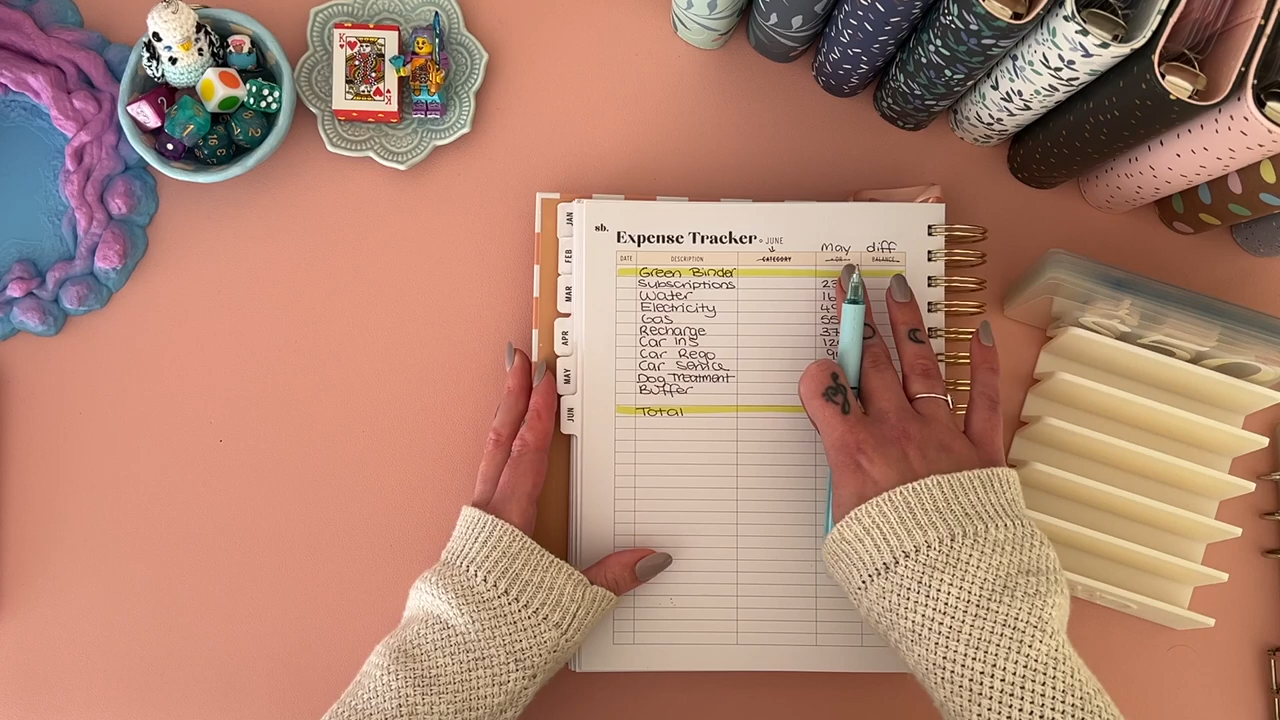 8b. Expense Tracker JUNE
may diff
DATE DESCRIPTION CATEGORY BALANCE
Green Binder
Subscriptions
Water
Electricity
Gas
Recharge
Car Ins
Car Rego
Car Service
Dog Treatment
Buffer
Total
JAN
FEB
MAR
APR
MAY
JUN
K